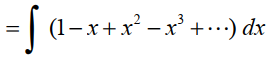 = ∫ (1 − x + x² − x³ + ⋯) dx